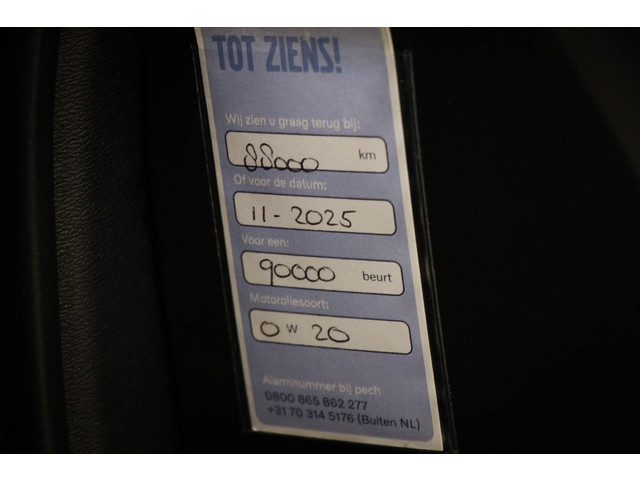 TOT ZIENS!
Wij zien u graag terug bij:
88000 km
Of voor de datum:
11-2025
Voor een:
90000 beurt
Motoroliesoort:
0 W 20
Alarmnummer bij pech
0800 865 862 277
+31 70 314 5176 (Buiten NL)